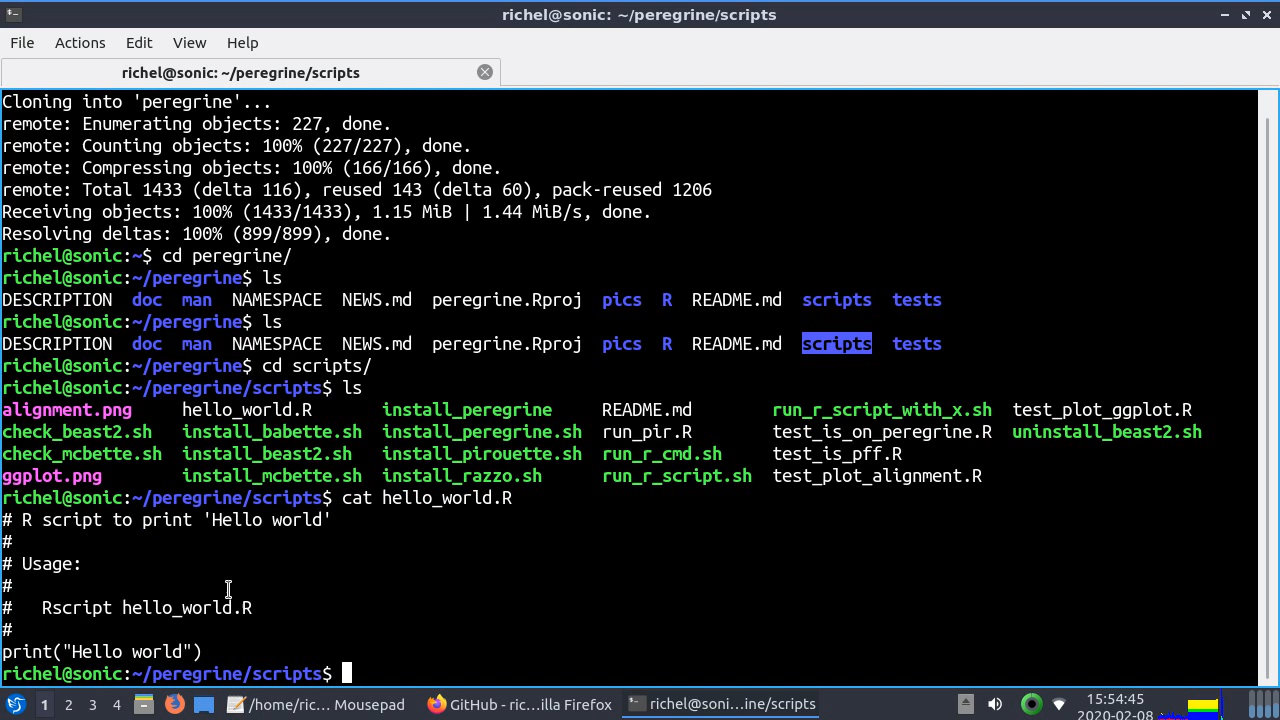 richel@sonic: ~/peregrine/scripts
File Actions Edit View Help
richel@sonic: ~/peregrine/scripts
Cloning into 'peregrine'...
remote: Enumerating objects: 227, done.
remote: Counting objects: 100% (227/227), done.
remote: Compressing objects: 100% (166/166), done.
remote: Total 1433 (delta 116), reused 143 (delta 60), pack-reused 1206
Receiving objects: 100% (1433/1433), 1.15 MiB | 1.44 MiB/s, done.
Resolving deltas: 100% (899/899), done.
richel@sonic:~$ cd peregrine/
richel@sonic:~/peregrine$ ls
DESCRIPTION doc man NAMESPACE NEWS.md peregrine.Rproj pics R README.md scripts tests
richel@sonic:~/peregrine$ ls
DESCRIPTION doc man NAMESPACE NEWS.md peregrine.Rproj pics R README.md scripts tests
richel@sonic:~/peregrine$ cd scripts/
richel@sonic:~/peregrine/scripts$ ls
alignment.png hello_world.R install_peregrine README.md run_r_script_with_x.sh test_plot_ggplot.R
check_beast2.sh install_babette.sh install_peregrine.sh run_pir.R test_is_on_peregrine.R uninstall_beast2.sh
check_mcbette.sh install_beast2.sh install_pirouette.sh run_r_cmd.sh test_is_pff.R
ggplot.png install_mcbette.sh install_razzo.sh run_r_script.sh test_plot_alignment.R
richel@sonic:~/peregrine/scripts$ cat hello_world.R
# R script to print 'Hello world'
#
# Usage:
#
#   Rscript hello_world.R
#
print("Hello world")
richel@sonic:~/peregrine/scripts$
1 2 3 4 /home/ric... Mousepad GitHub - ric...illa Firefox richel@soni...ine/scripts 15:54:45
2020-02-08